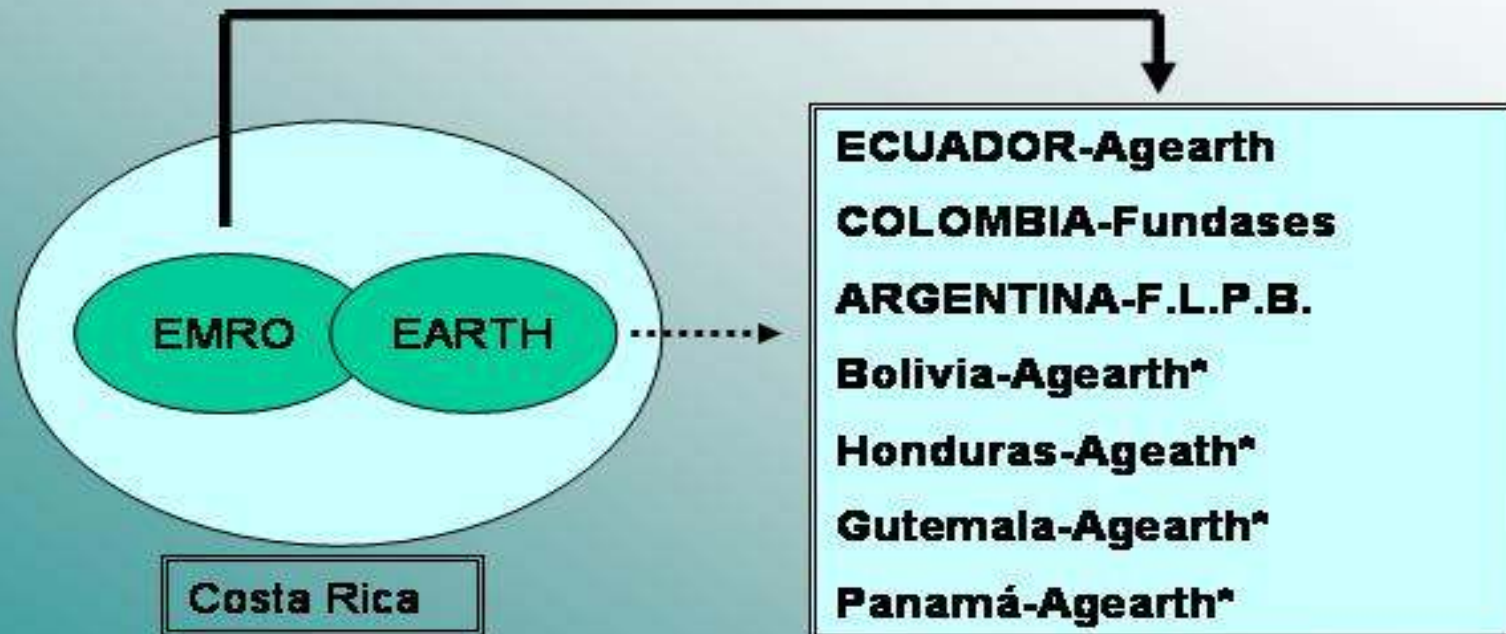 EMRO
EARTH
Costa Rica
ECUADOR-Agearth
COLOMBIA-Fundases
ARGENTINA-F.L.P.B.
Bolivia-Agearth*
Honduras-Ageath*
Gutemala-Agearth*
Panamá-Agearth*